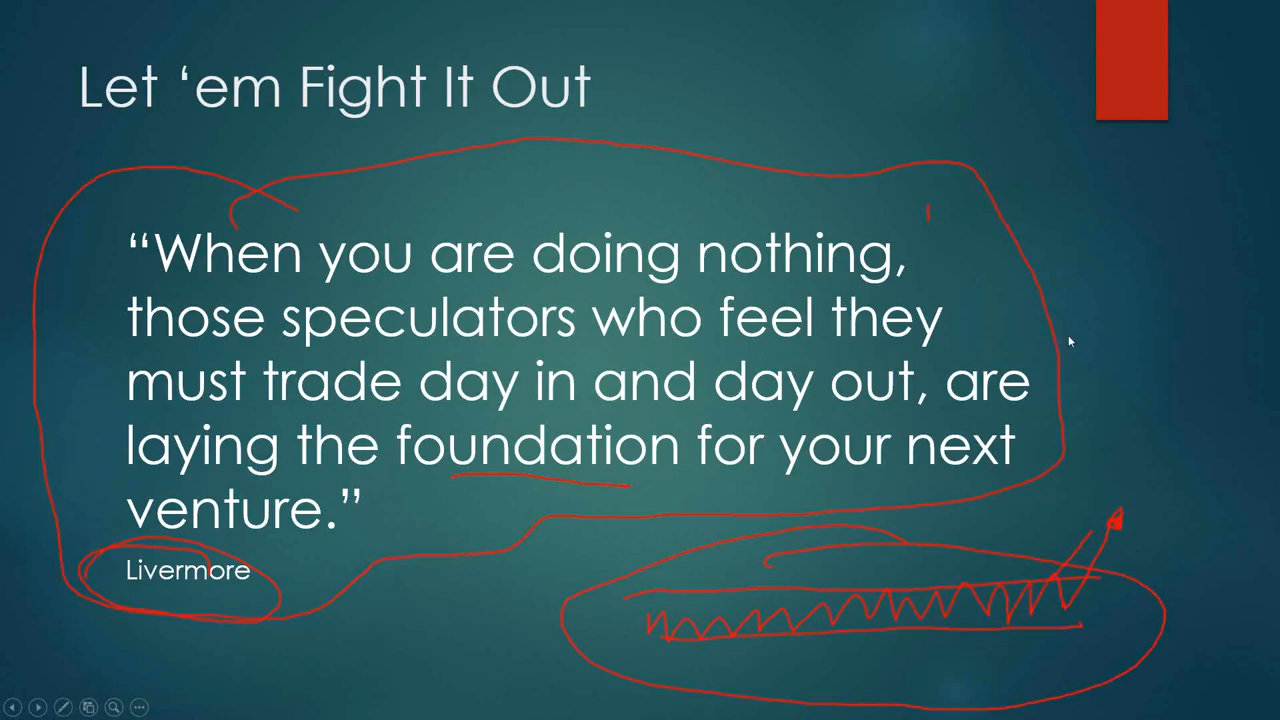 Let ‘em Fight It Out
“When you are doing nothing,
those speculators who feel they
must trade day in and day out, are
laying the foundation for your next
venture.”
Livermore